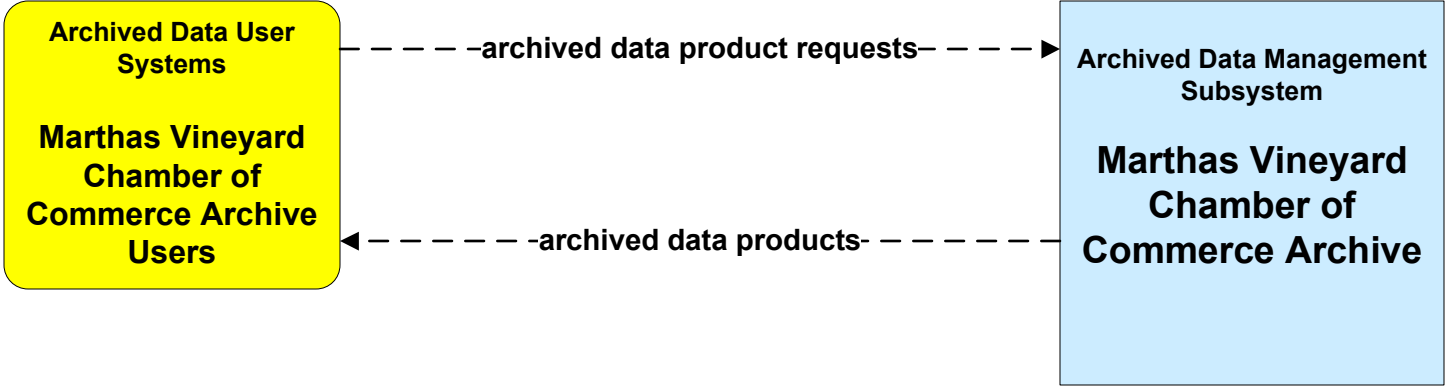 Archived Data User
Systems
Marthas Vineyard
Chamber of
Commerce Archive
Users
archived data product requests
archived data products
Archived Data Management
Subsystem
Marthas Vineyard
Chamber of
Commerce Archive